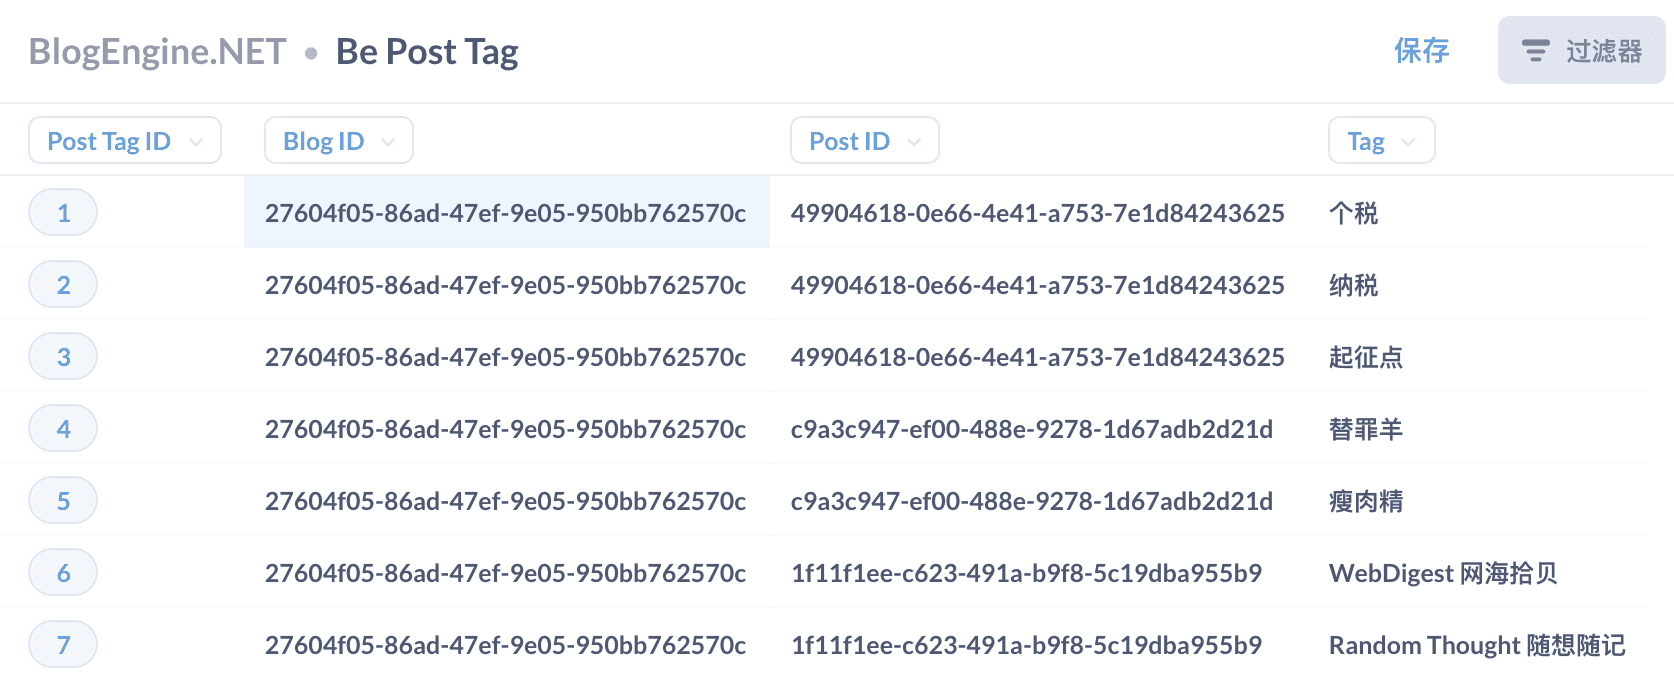 BlogEngine.NET • Be Post Tag 保存 过滤器
Post Tag ID Blog ID Post ID Tag
1 27604f05-86ad-47ef-9e05-950bb762570c 49904618-0e66-4e41-a753-7e1d84243625 个税
2 27604f05-86ad-47ef-9e05-950bb762570c 49904618-0e66-4e41-a753-7e1d84243625 纳税
3 27604f05-86ad-47ef-9e05-950bb762570c 49904618-0e66-4e41-a753-7e1d84243625 起征点
4 27604f05-86ad-47ef-9e05-950bb762570c c9a3c947-ef00-488e-9278-1d67adb2d21d 替罪羊
5 27604f05-86ad-47ef-9e05-950bb762570c c9a3c947-ef00-488e-9278-1d67adb2d21d 瘦肉精
6 27604f05-86ad-47ef-9e05-950bb762570c 1f11f1ee-c623-491a-b9f8-5c19dba955b9 WebDigest 网海拾贝
7 27604f05-86ad-47ef-9e05-950bb762570c 1f11f1ee-c623-491a-b9f8-5c19dba955b9 Random Thought 随想随记